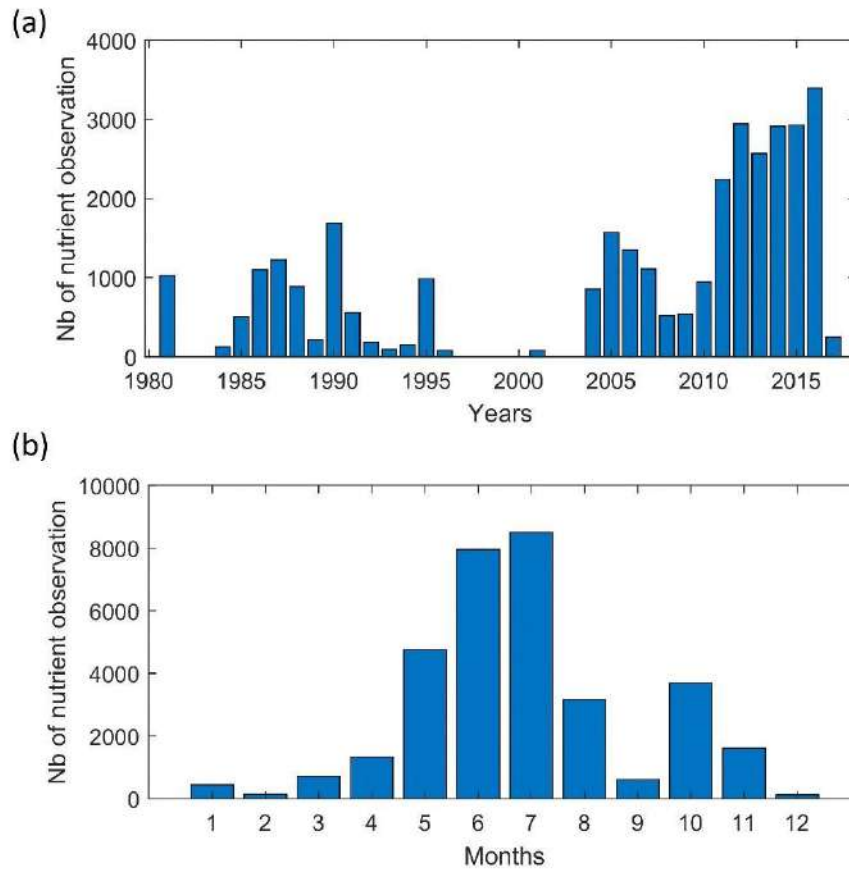 (a)
4000
3000
2000
1000
0
Nb of nutrient observation
1980 1985 1990 1995 2000 2005 2010 2015
Years
(b)
10000
8000
6000
4000
2000
0
Nb of nutrient observation
1 2 3 4 5 6 7 8 9 10 11 12
Months